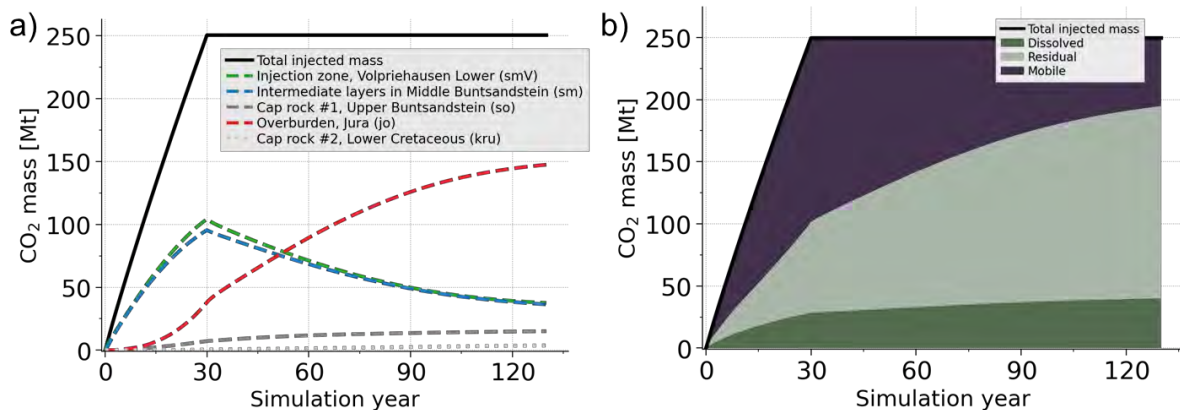 a)
CO₂ mass [Mt]
250
200
150
100
50
0
Total injected mass
Injection zone, Volpriehausen Lower (smV)
Intermediate layers in Middle Buntsandstein (sm)
Cap rock #1, Upper Buntsandstein (so)
Overburden, Jura (jo)
Cap rock #2, Lower Cretaceous (kru)
0 30 60 90 120
Simulation year
b)
CO₂ mass [Mt]
250
200
150
100
50
0
Total injected mass
Dissolved
Residual
Mobile
0 30 60 90 120
Simulation year